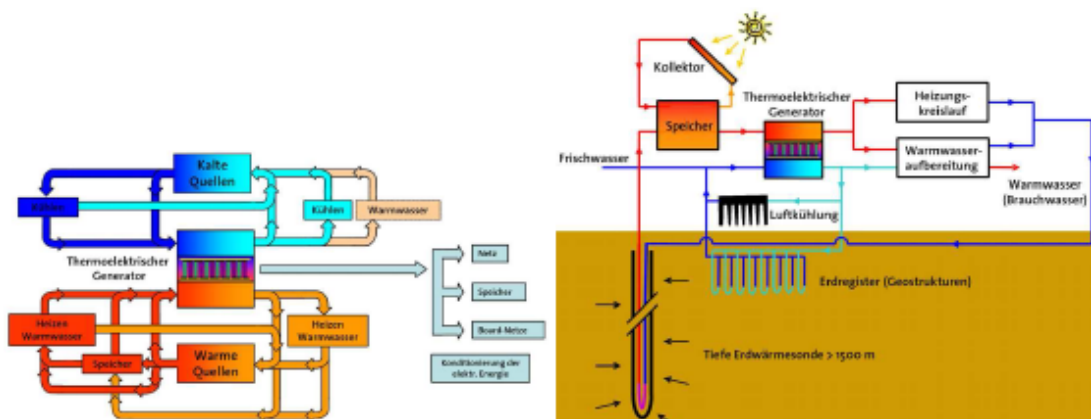 Kalte
Quellen
Kühlen
Kühlen
Warmwasser
Thermoelektrischer
Generator
Netz
Speicher
Board-Netze
Konditionierung der
elektr. Energie
Heizen
Warmwasser
Heizen
Warmwasser
Speicher
Warme
Quellen
Kollektor
Thermoelektrischer
Generator
Speicher
Heizungs-
kreislauf
Frischwasser
Warmwasser-
aufbereitung
Warmwasser
(Brauchwasser)
Luftkühlung
Erdregister (Geostrukturen)
Tiefe Erdwärmesonde > 1500 m